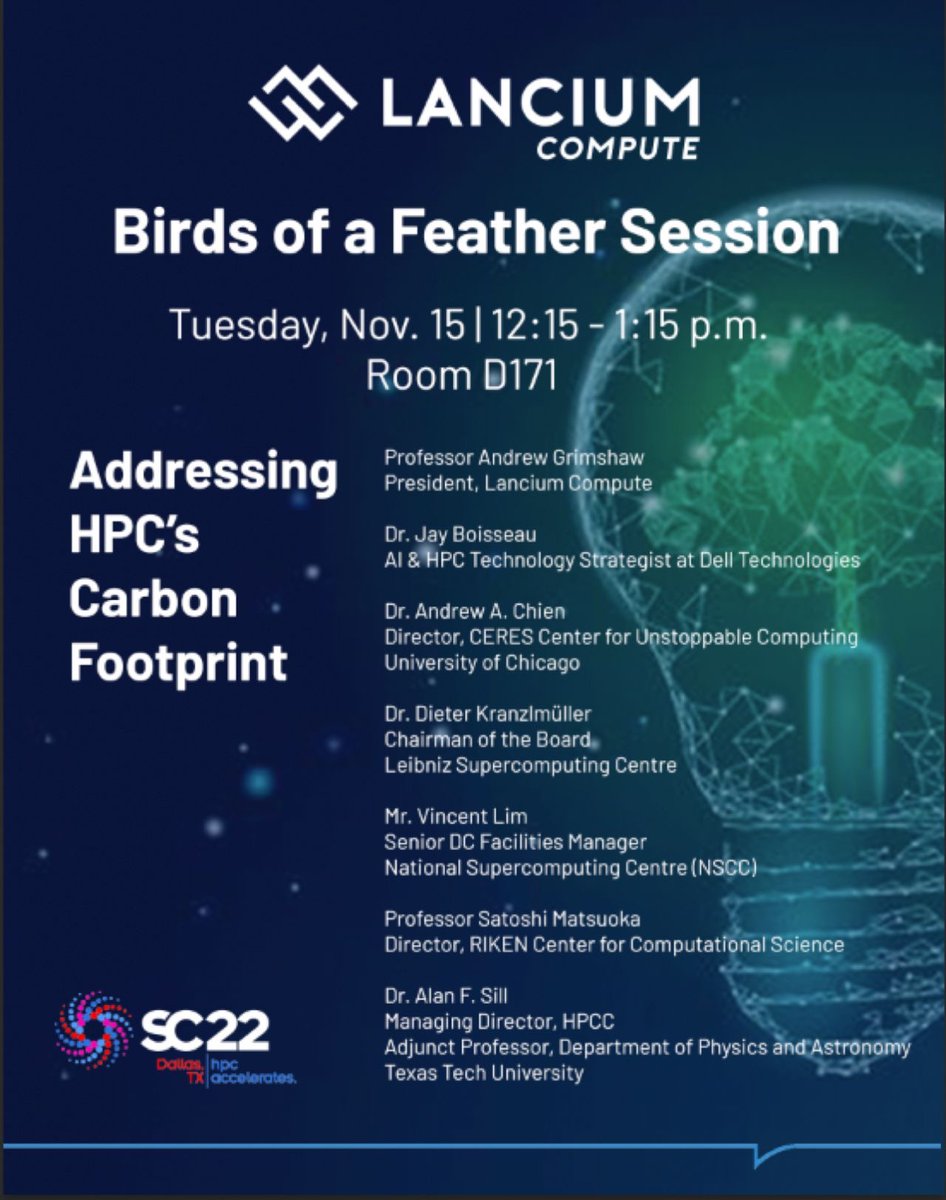 LANCIUM
COMPUTE
Birds of a Feather Session
Tuesday, Nov. 15 | 12:15 - 1:15 p.m.
Room D171
Addressing
HPC's
Carbon
Footprint
Professor Andrew Grimshaw
President, Lancium Compute
Dr. Jay Boisseau
AI & HPC Technology Strategist at Dell Technologies
Dr. Andrew A. Chien
Director, CERES Center for Unstoppable Computing
University of Chicago
Dr. Dieter Kranzlmüller
Chairman of the Board
Leibniz Supercomputing Centre
Mr. Vincent Lim
Senior DC Facilities Manager
National Supercomputing Centre (NSCC)
Professor Satoshi Matsuoka
Director, RIKEN Center for Computational Science
Dr. Alan F. Sill
Managing Director, HPCC
Adjunct Professor, Department of Physics and Astronomy
Texas Tech University
SC22
Dallas, hpc
TX accelerates.